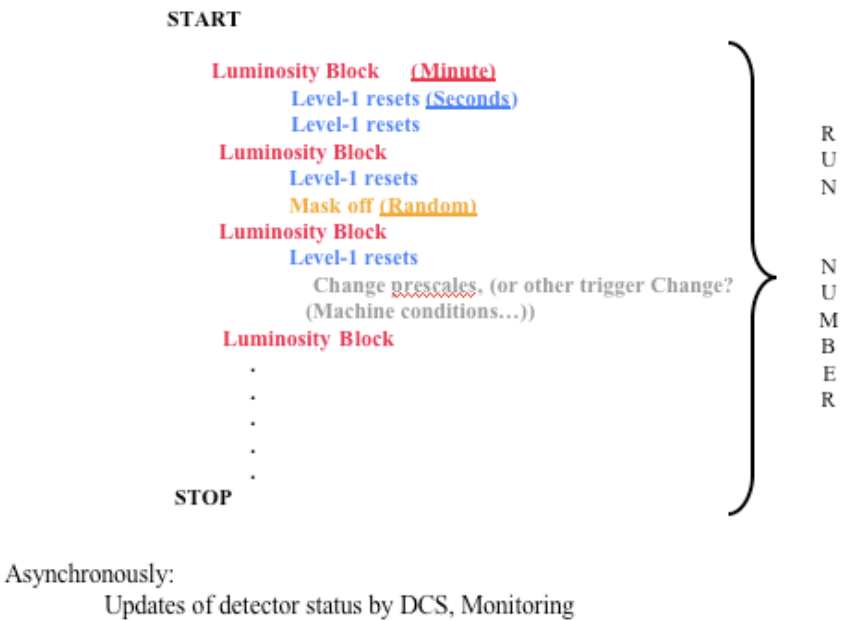 START
Luminosity Block (Minute)
Level-1 resets (Seconds)
Level-1 resets
Luminosity Block
Level-1 resets
Mask off (Random)
Luminosity Block
Level-1 resets
Change prescales, (or other trigger Change?
(Machine conditions…))
Luminosity Block
.
.
.
.
.
STOP
RUN NUMBER
Asynchronously:
Updates of detector status by DCS, Monitoring